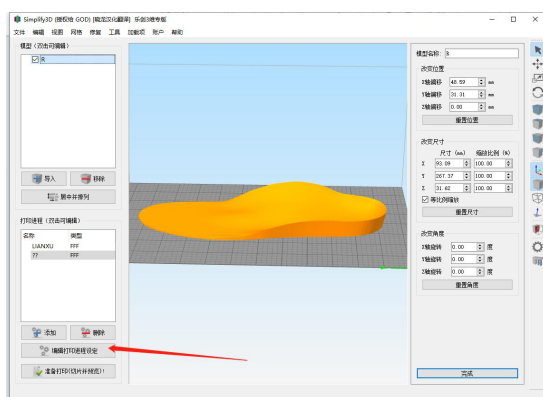 Simplify3D (授权给 GOD) [晓龙汉化翻译] 乐创3维专版
文件 编辑 视图 网格 修复 工具 加载项 账户 帮助
模型 (双击可编辑)
R
导入 移除
居中并排列
打印进程 (双击可编辑)
名称 类型
LIANXU FFF
?? FFF
添加 删除
编辑打印进程设定
准备打印(切片并预览)!
模型名称: R
改变位置
X轴偏移 48.59 mm
Y轴偏移 31.31 mm
Z轴偏移 0.00 mm
重置位置
改变尺寸
尺寸 (mm) 缩放比例 (%)
X 93.09 100.00
Y 267.37 100.00
Z 31.62 100.00
等比例缩放
重置尺寸
改变角度
X轴旋转 0.00 度
Y轴旋转 0.00 度
Z轴旋转 0.00 度
重置角度
完成